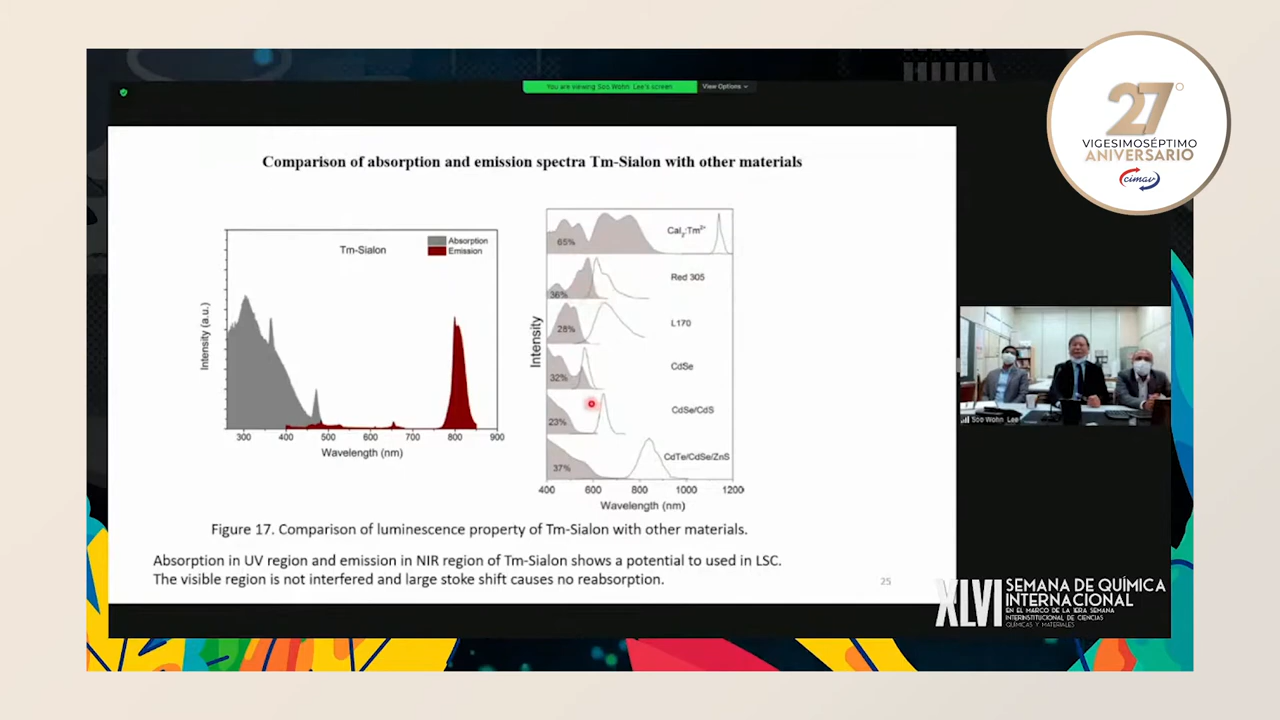 You are viewing Soo Wohn Lee's screen
View Options
27°
VIGESIMOSÉPTIMO
ANIVERSARIO
cimav
Comparison of absorption and emission spectra Tm-Sialon with other materials
Tm-Sialon
Absorption
Emission
Intensity (a.u.)
300 400 500 600 700 800 900
Wavelength (nm)
Intensity
65%
CaI2:Tm2+
36%
Red 305
28%
L170
32%
CdSe
23%
CdSe/CdS
37%
CdTe/CdSe/ZnS
400 600 800 1000 1200
Wavelength (nm)
Soo Wohn Lee
Figure 17. Comparison of luminescence property of Tm-Sialon with other materials.
Absorption in UV region and emission in NIR region of Tm-Sialon shows a potential to used in LSC.
The visible region is not interfered and large stoke shift causes no reabsorption.
25
XLVI
SEMANA DE QUÍMICA
INTERNACIONAL
EN EL MARCO DE LA 1ERA SEMANA
INTERINSTITUCIONAL DE CIENCIAS
QUÍMICAS Y MATERIALES